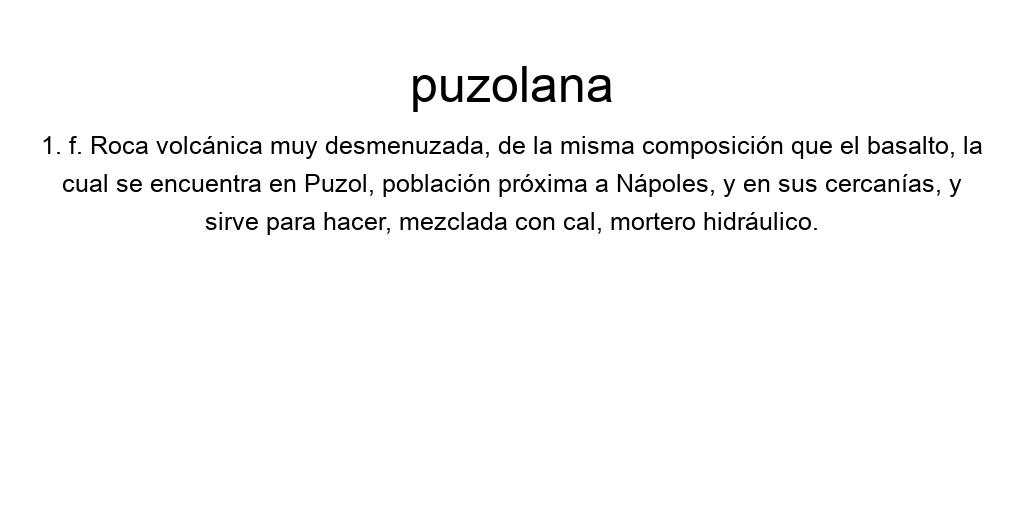 puzolana
1. f. Roca volcánica muy desmenuzada, de la misma composición que el basalto, la
cual se encuentra en Puzol, población próxima a Nápoles, y en sus cercanías, y
sirve para hacer, mezclada con cal, mortero hidráulico.